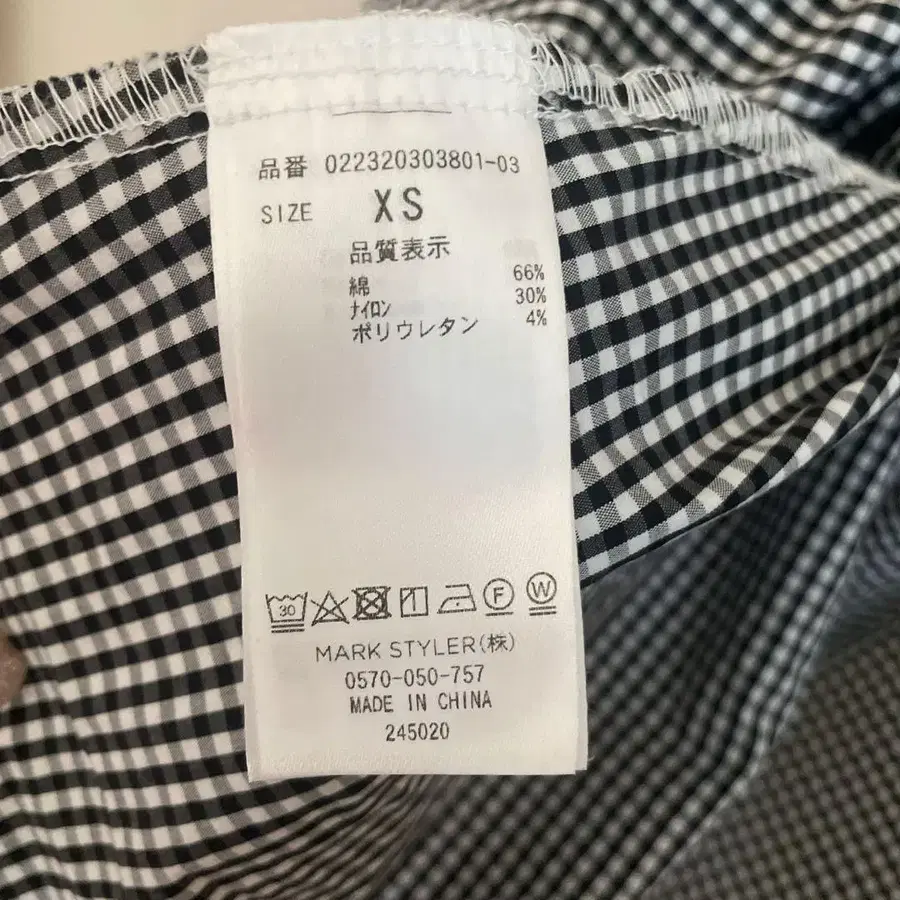 品番 022320303801-03
SIZE XS
品質表示
綿 66%
ﾅｲﾛﾝ 30%
ポリウレタン 4%
30 F W
MARK STYLER(株)
0570-050-757
MADE IN CHINA
245020